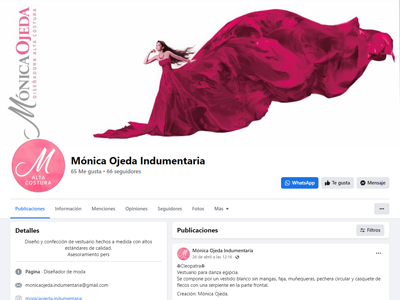 MÓNICA OJEDA
DISEÑADORA ALTA COSTURA
M
ALTA
COSTURA
Mónica Ojeda Indumentaria
65 Me gusta • 66 seguidores
WhatsApp
Te gusta
Mensaje
Publicaciones
Información
Menciones
Opiniones
Seguidores
Fotos
Más
Detalles
Diseño y confección de vestuario hechos a medida con altos
estándares de calidad.
Asesoramiento pers
Página · Diseñador de moda
monicaojeda.indumentaria@gmail.com
monicaojeda.indumentaria
Publicaciones
Filtros
Mónica Ojeda Indumentaria
26 de abril a las 12:16
#Cleopatra#
Vestuario para danza egipcia.
Se compone por un vestido blanco sin mangas, faja, muñequeras, pechera circular y casquete de
flecos con una serpiente en la parte frontal.
Creación: Mónica Ojeda.